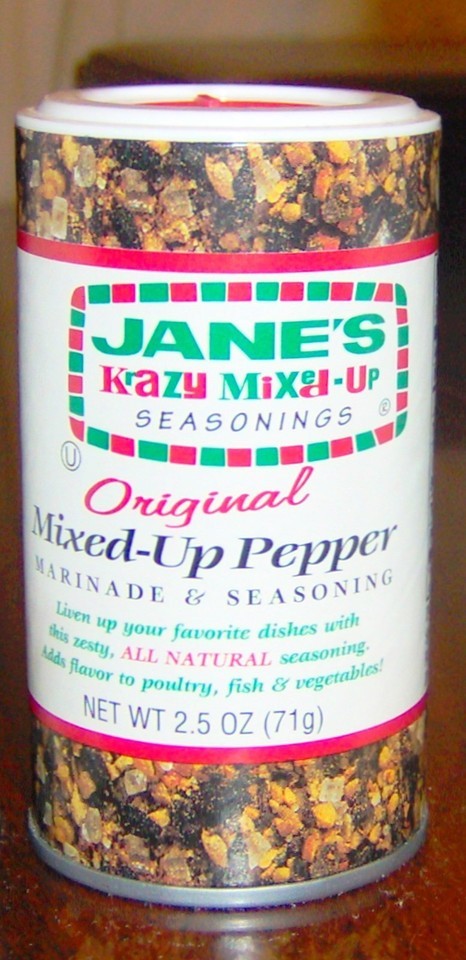 JANE'S
Krazy Mixed-Up
SEASONINGS
®
U
Original
Mixed-Up Pepper
MARINADE & SEASONING
Liven up your favorite dishes with
this zesty, ALL NATURAL seasoning.
Adds flavor to poultry, fish & vegetables!
NET WT 2.5 OZ (71g)